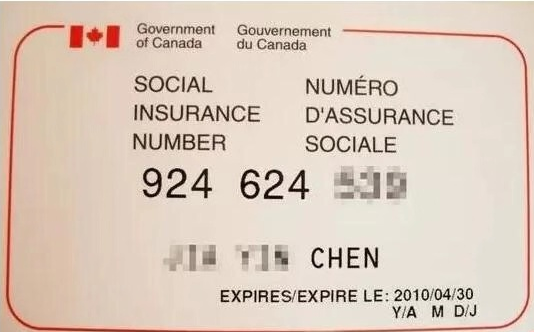 Government Gouvernement
of Canada du Canada
SOCIAL NUMÉRO
INSURANCE D'ASSURANCE
NUMBER SOCIALE
924 624
CHEN
EXPIRES/EXPIRE LE: 2010/04/30
Y/A M D/J